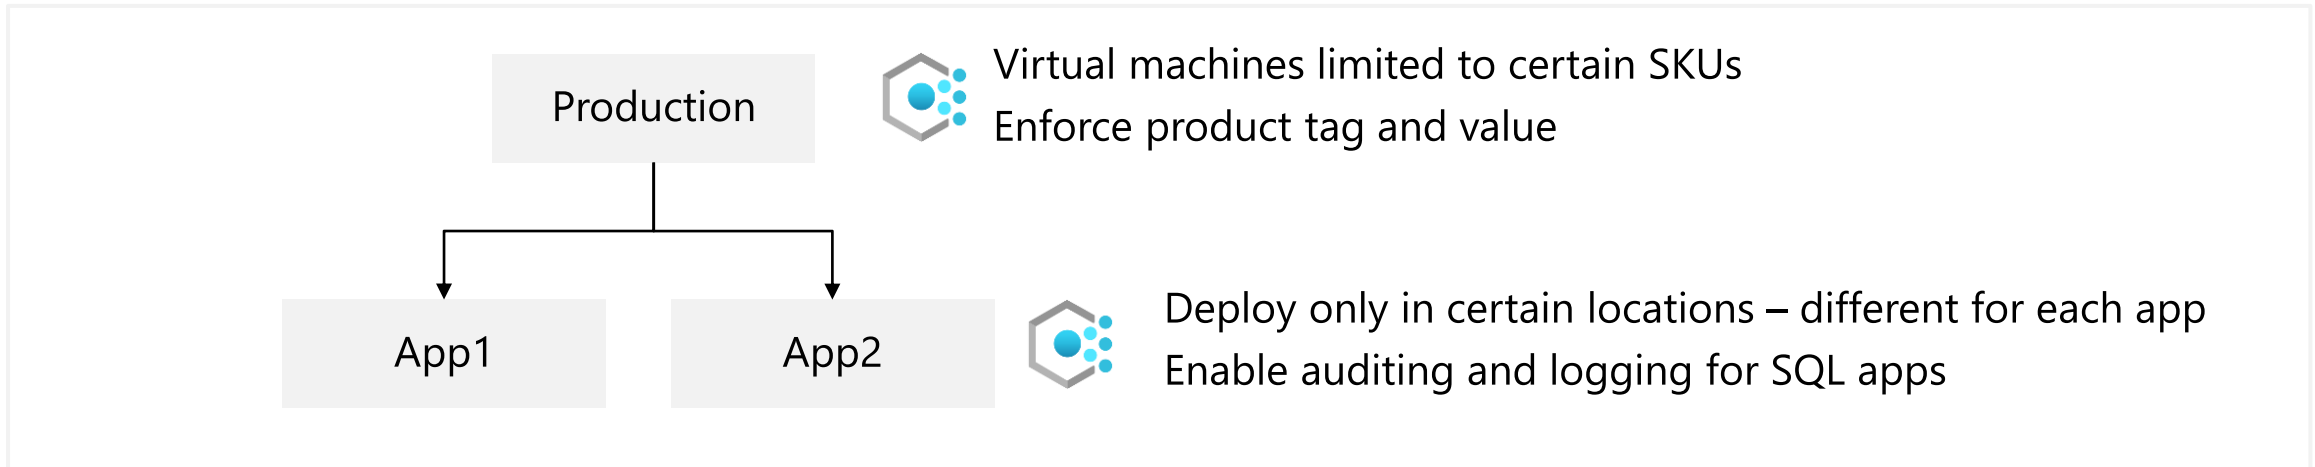 Production
Virtual machines limited to certain SKUs
Enforce product tag and value
App1
App2
Deploy only in certain locations – different for each app
Enable auditing and logging for SQL apps